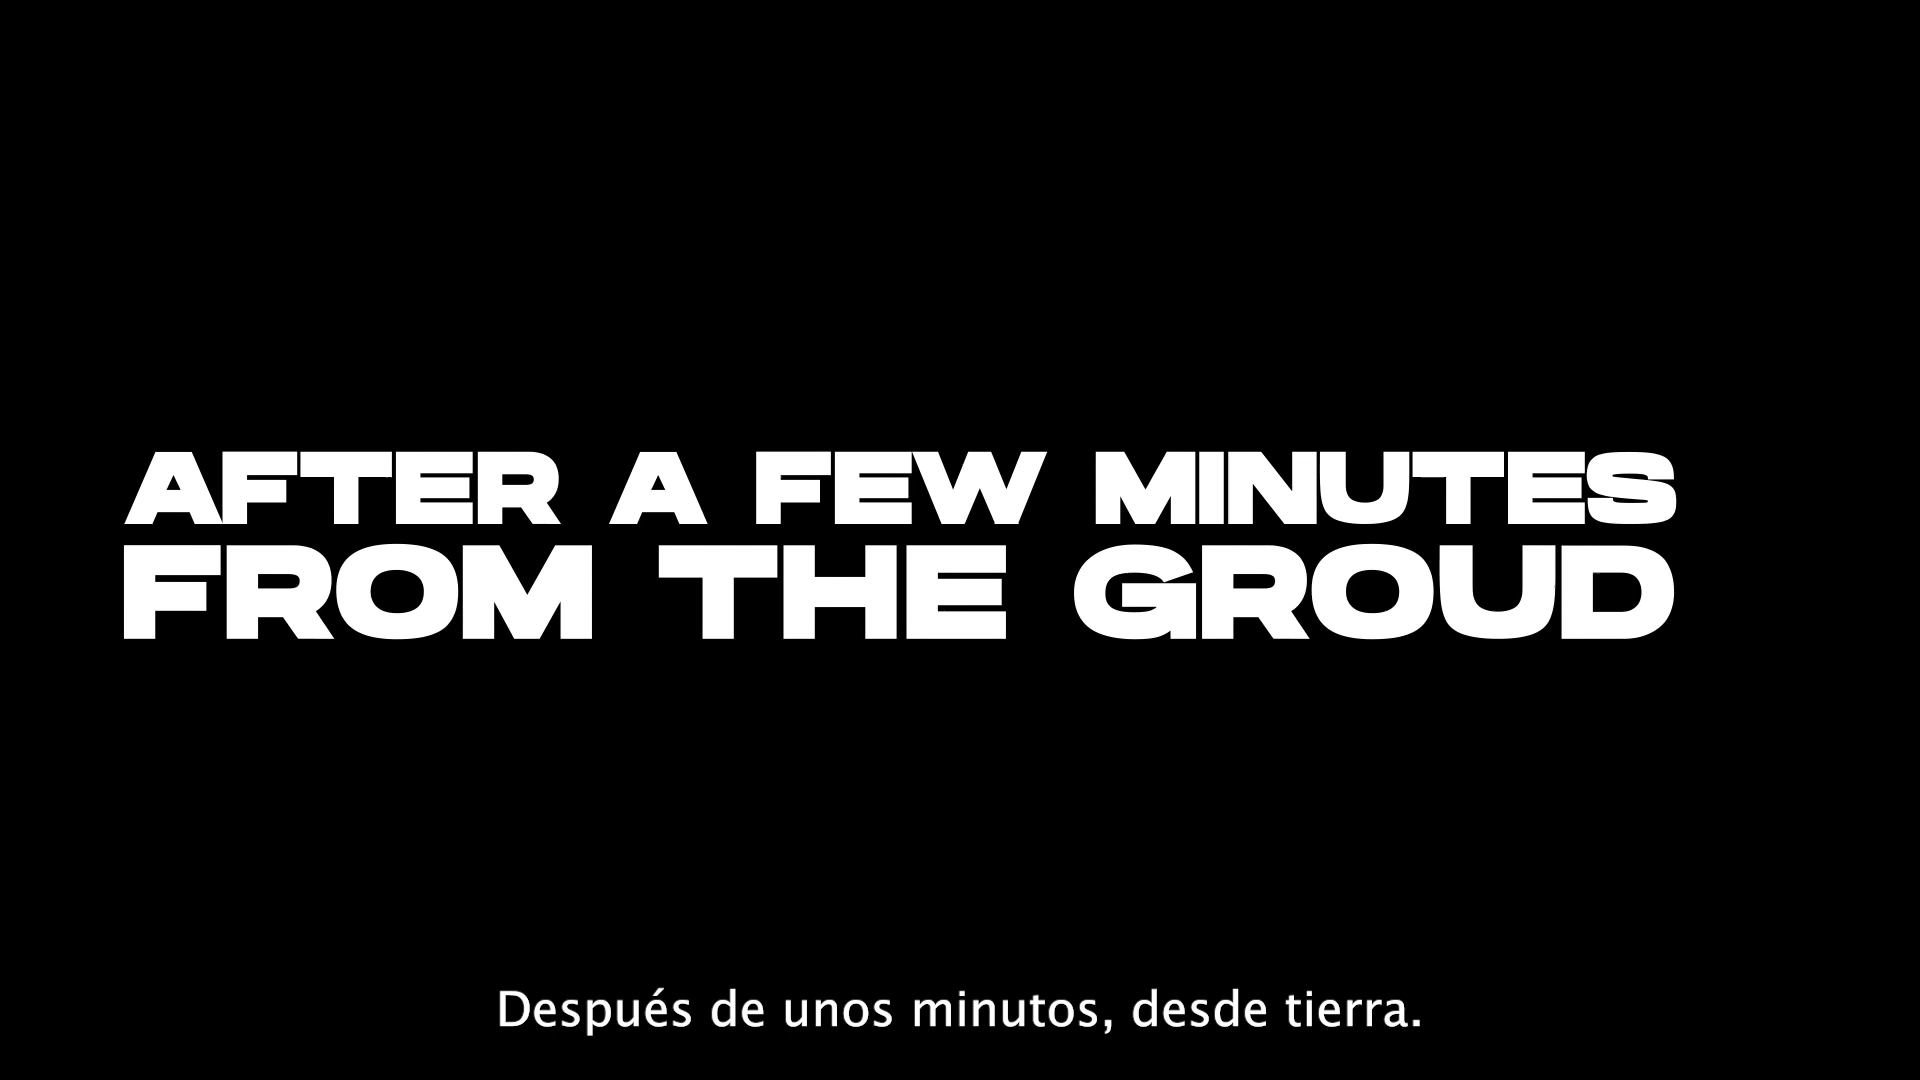 AFTER A FEW MINUTES
FROM THE GROUD
Después de unos minutos, desde tierra.